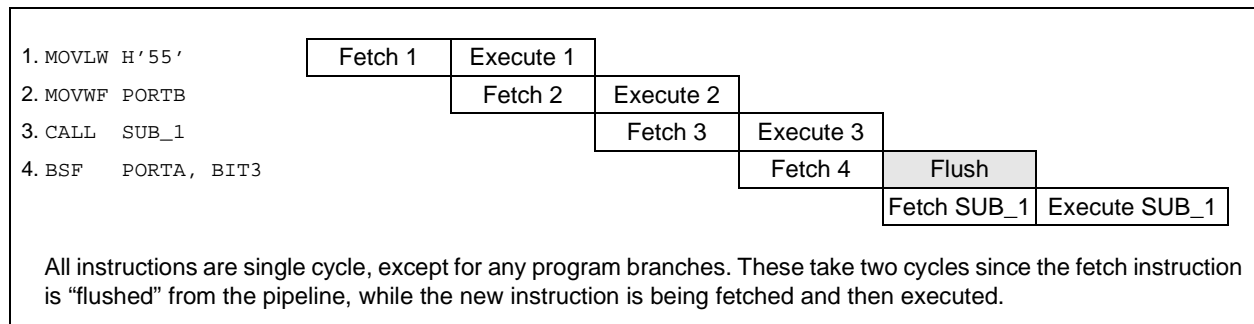 1. MOVLW H’55’ Fetch 1 Execute 1
2. MOVWF PORTB Fetch 2 Execute 2
3. CALL SUB_1 Fetch 3 Execute 3
4. BSF PORTA, BIT3 Fetch 4 Flush
Fetch SUB_1 Execute SUB_1
All instructions are single cycle, except for any program branches. These take two cycles since the fetch instruction
is “flushed” from the pipeline, while the new instruction is being fetched and then executed.